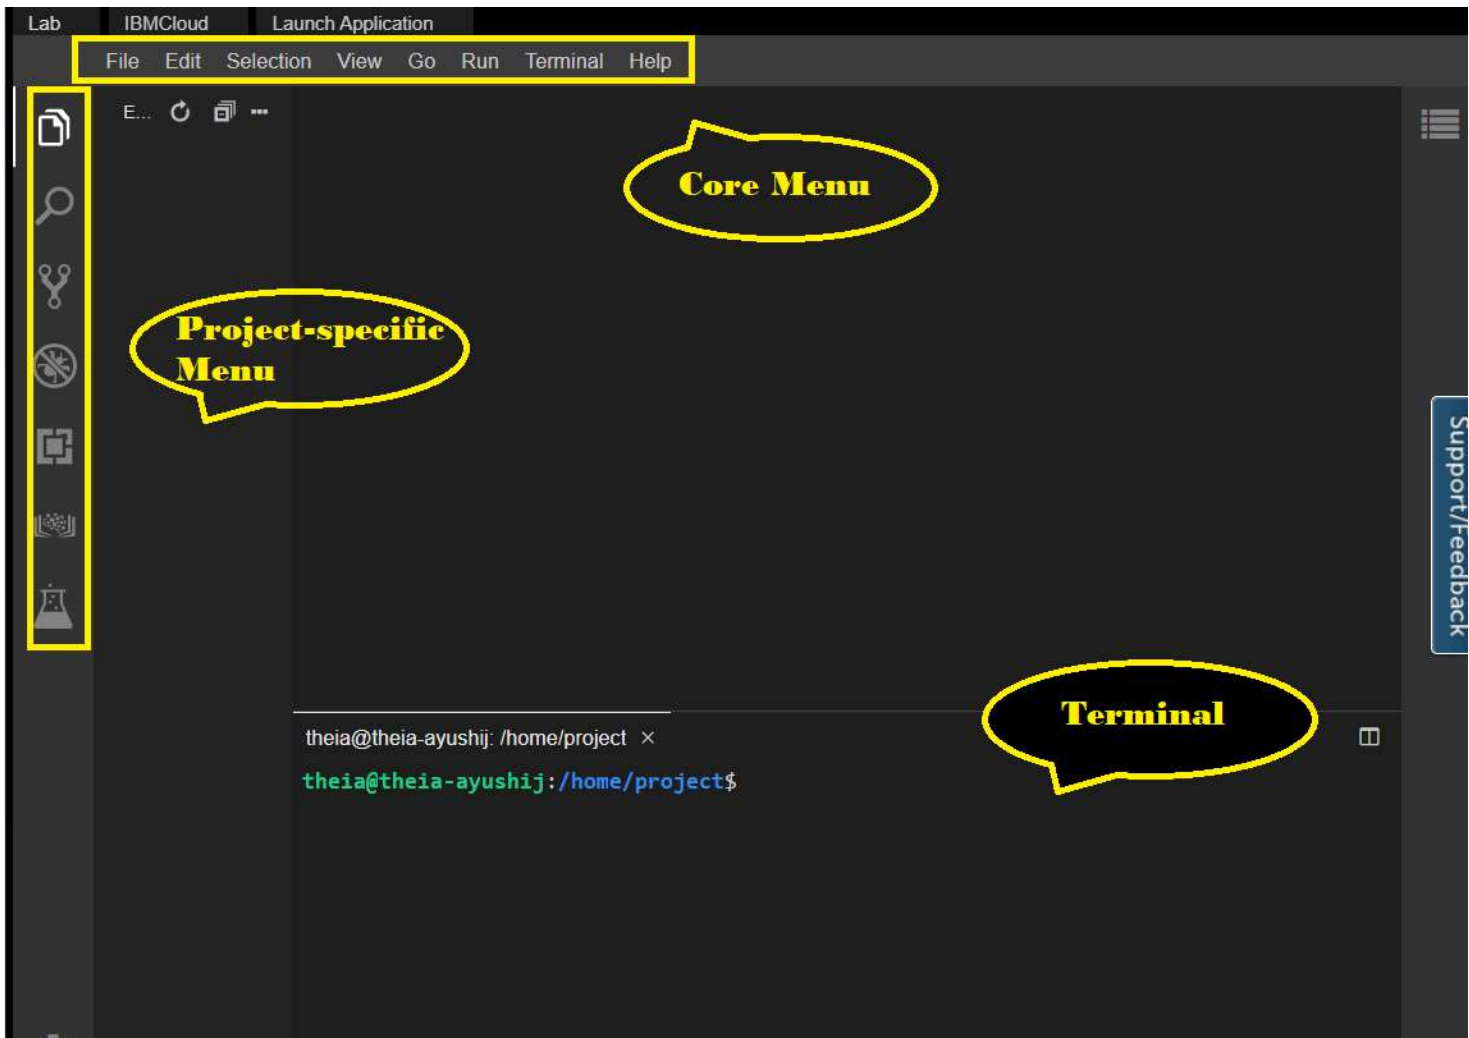 Lab IBMCloud Launch Application
File Edit Selection View Go Run Terminal Help
E...
Core Menu
Project-specific
Menu
Support/Feedback
Terminal
theia@theia-ayushij: /home/project ×
theia@theia-ayushij:/home/project$